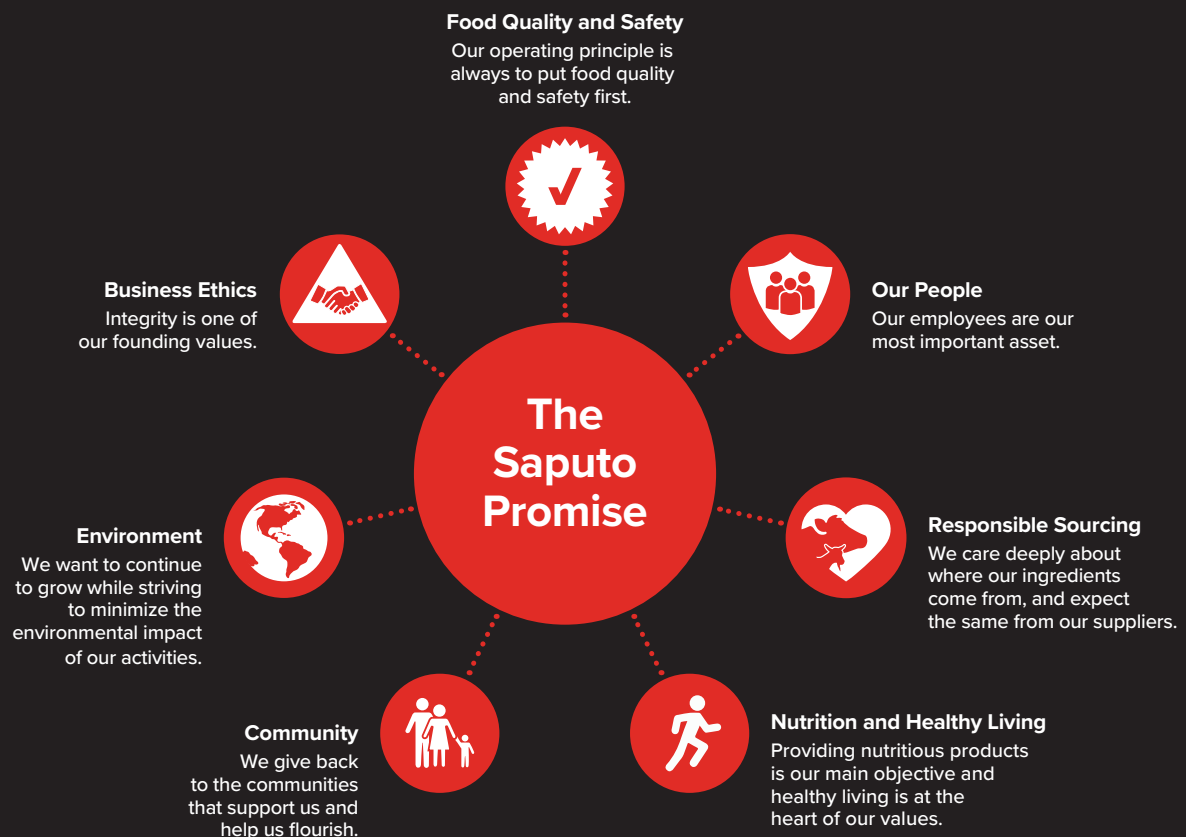 Food Quality and Safety
Our operating principle is
always to put food quality
and safety first.
Business Ethics
Integrity is one of
our founding values.
Our People
Our employees are our
most important asset.
The
Saputo
Promise
Environment
We want to continue
to grow while striving
to minimize the
environmental impact
of our activities.
Responsible Sourcing
We care deeply about
where our ingredients
come from, and expect
the same from our suppliers.
Community
We give back
to the communities
that support us and
help us flourish.
Nutrition and Healthy Living
Providing nutritious products
is our main objective and
healthy living is at the
heart of our values.